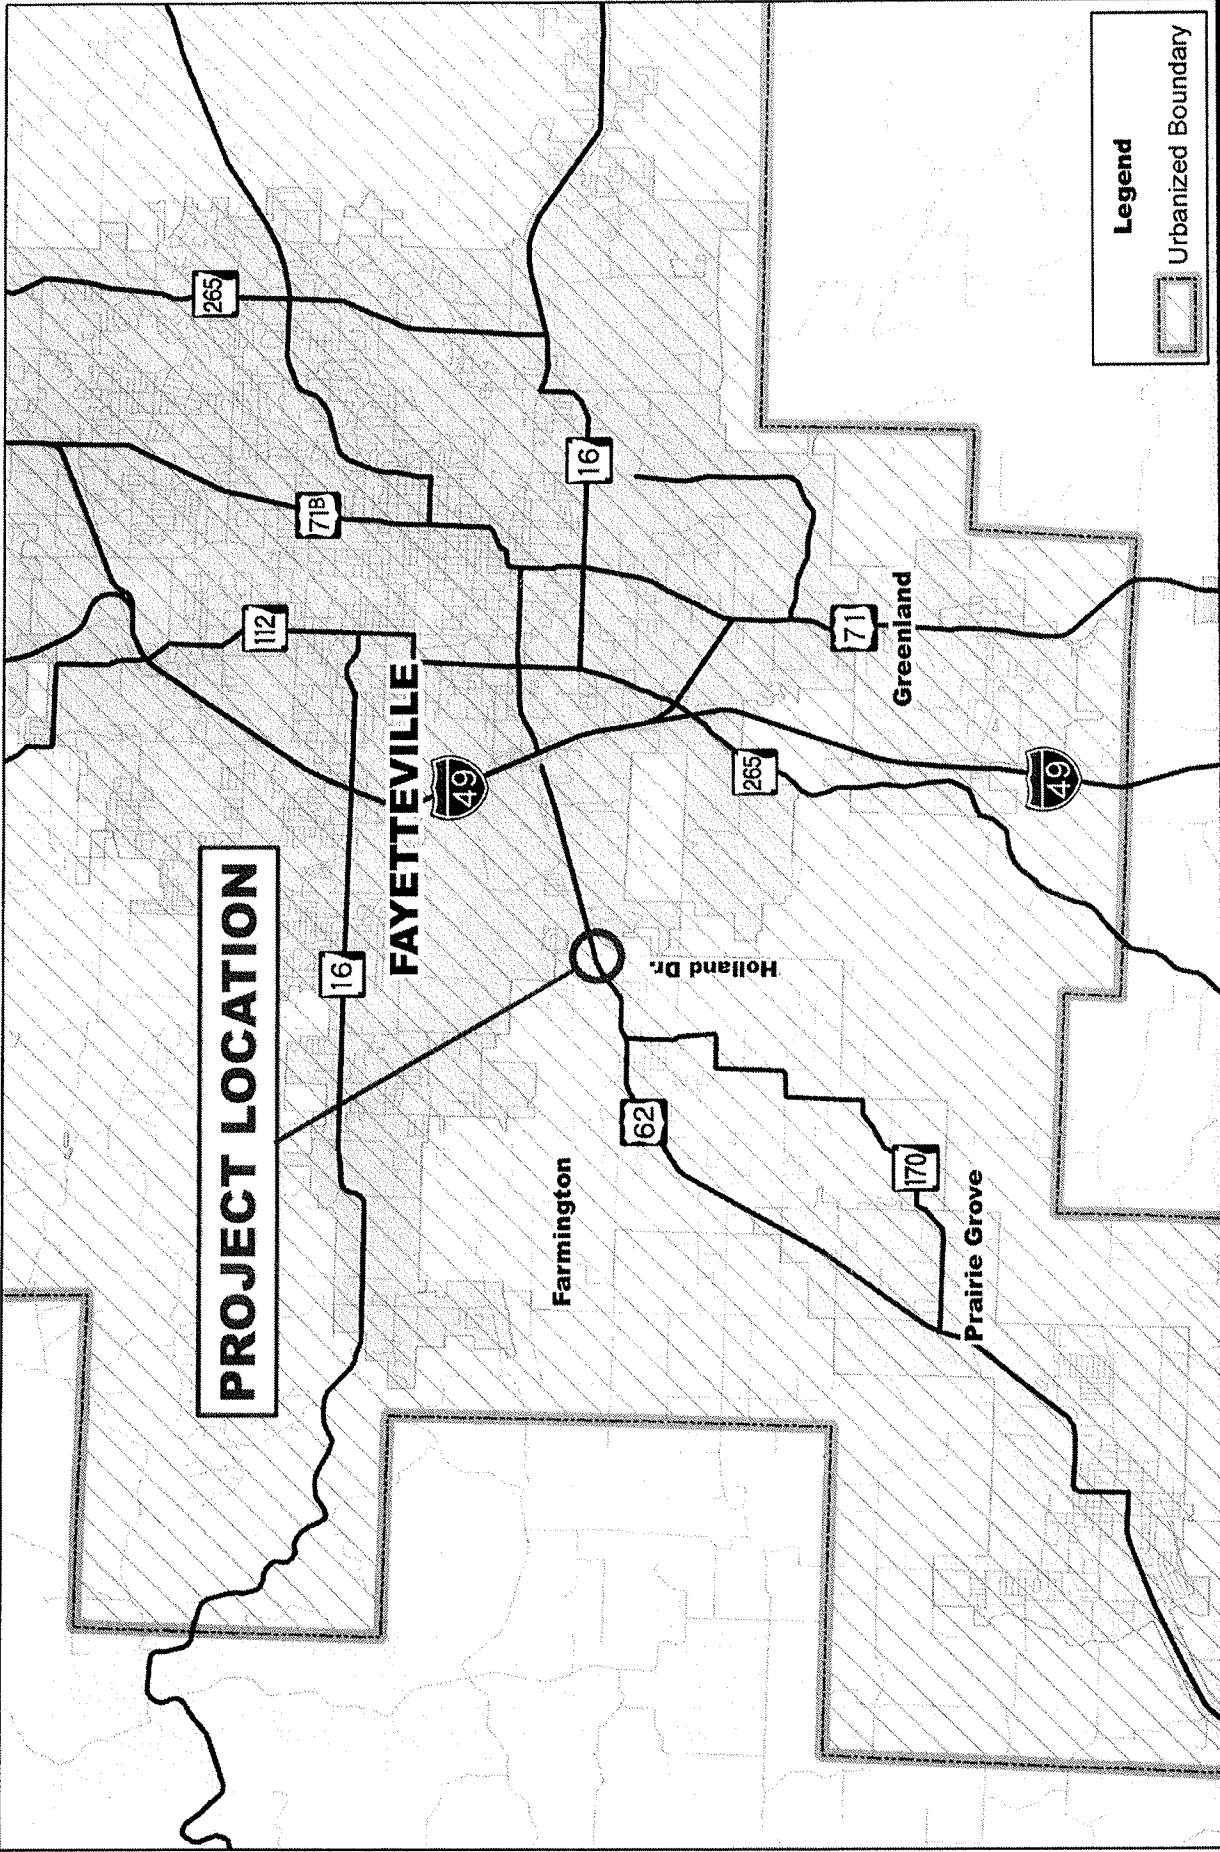 PROJECT LOCATION
265
112
71B
16
FAYETTEVILLE
49
Farmington
16
62
Holland Dr.
265
71
Greenland
170
Prairie Grove
49
Legend
Urbanized Boundary